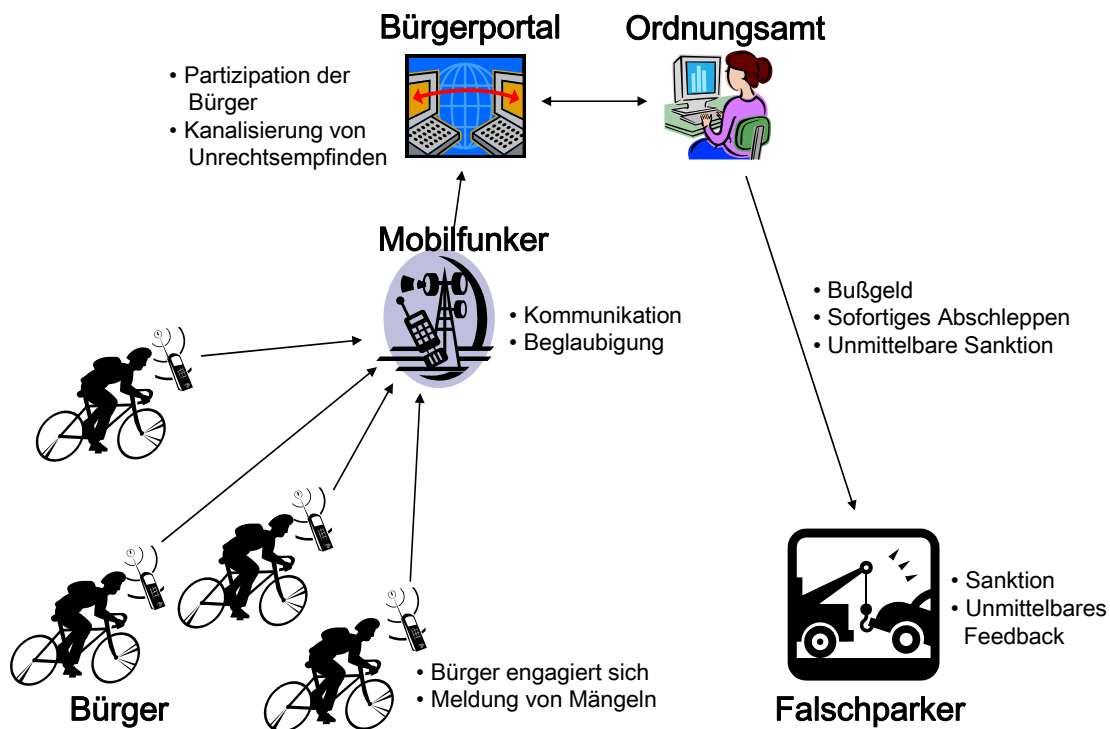 Bürgerportal
Ordnungsamt
• Partizipation der
Bürger
• Kanalisierung von
Unrechtsempfinden
Mobilfunker
• Kommunikation
• Beglaubigung
• Bußgeld
• Sofortiges Abschleppen
• Unmittelbare Sanktion
• Sanktion
• Unmittelbares
Feedback
• Bürger engagiert sich
• Meldung von Mängeln
Bürger
Falschparker